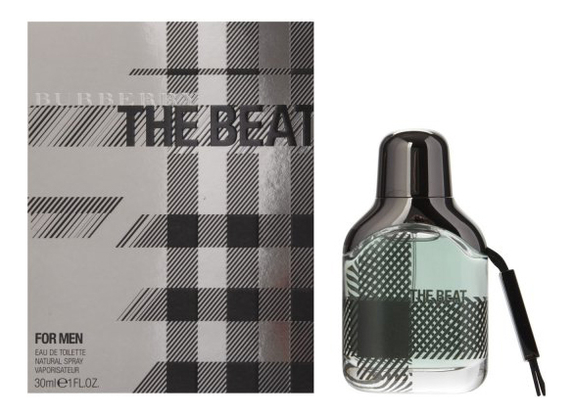 BURBERRY
THE BEAT
FOR MEN
EAU DE TOILETTE
NATURAL SPRAY
VAPORISATEUR
30ml℮1FL.OZ.
THE BEAT